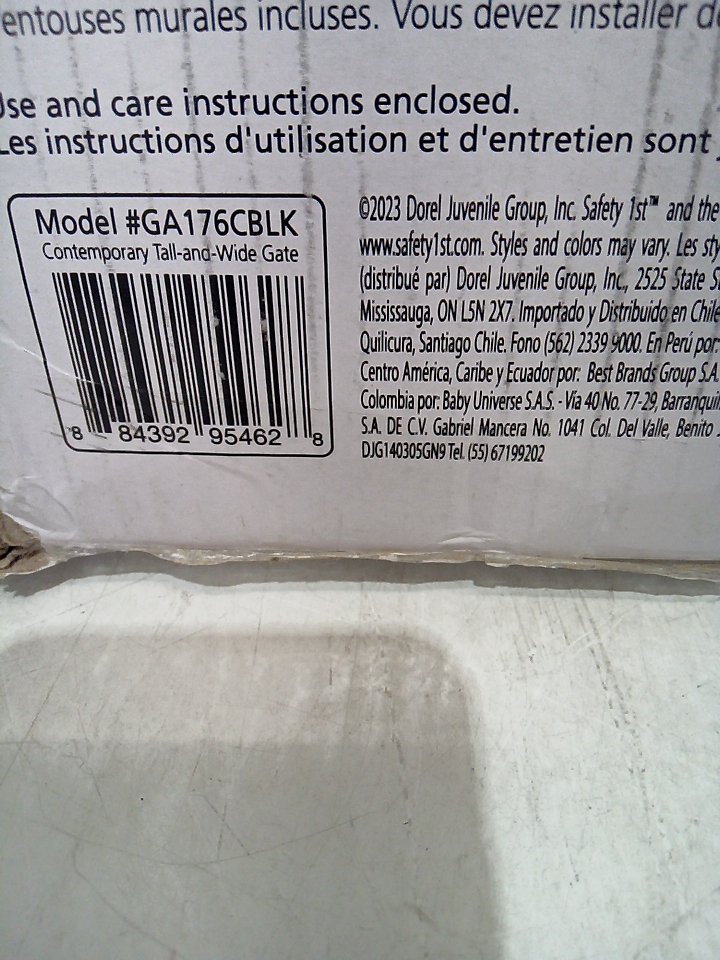 entouses murales incluses. Vous devez installer d
Use and care instructions enclosed.
Les instructions d'utilisation et d'entretien sont
Model #GA176CBLK
Contemporary Tall-and-Wide Gate
8 84392 95462 8
©2023 Dorel Juvenile Group, Inc. Safety 1st™ and the
www.safety1st.com. Styles and colors may vary. Les sty
(distribué par) Dorel Juvenile Group, Inc., 2525 State S
Mississauga, ON L5N 2X7. Importado y Distribuido en Chile
Quilicura, Santiago Chile. Fono (562) 2339 9000. En Perú por:
Centro América, Caribe y Ecuador por: Best Brands Group S.A.
Colombia por: Baby Universe S.A.S. - Vía 40 No. 77-29, Barranquil
S.A. DE C.V. Gabriel Mancera No. 1041 Col. Del Valle, Benito
DJG140305GN9 Tel. (55) 67199202